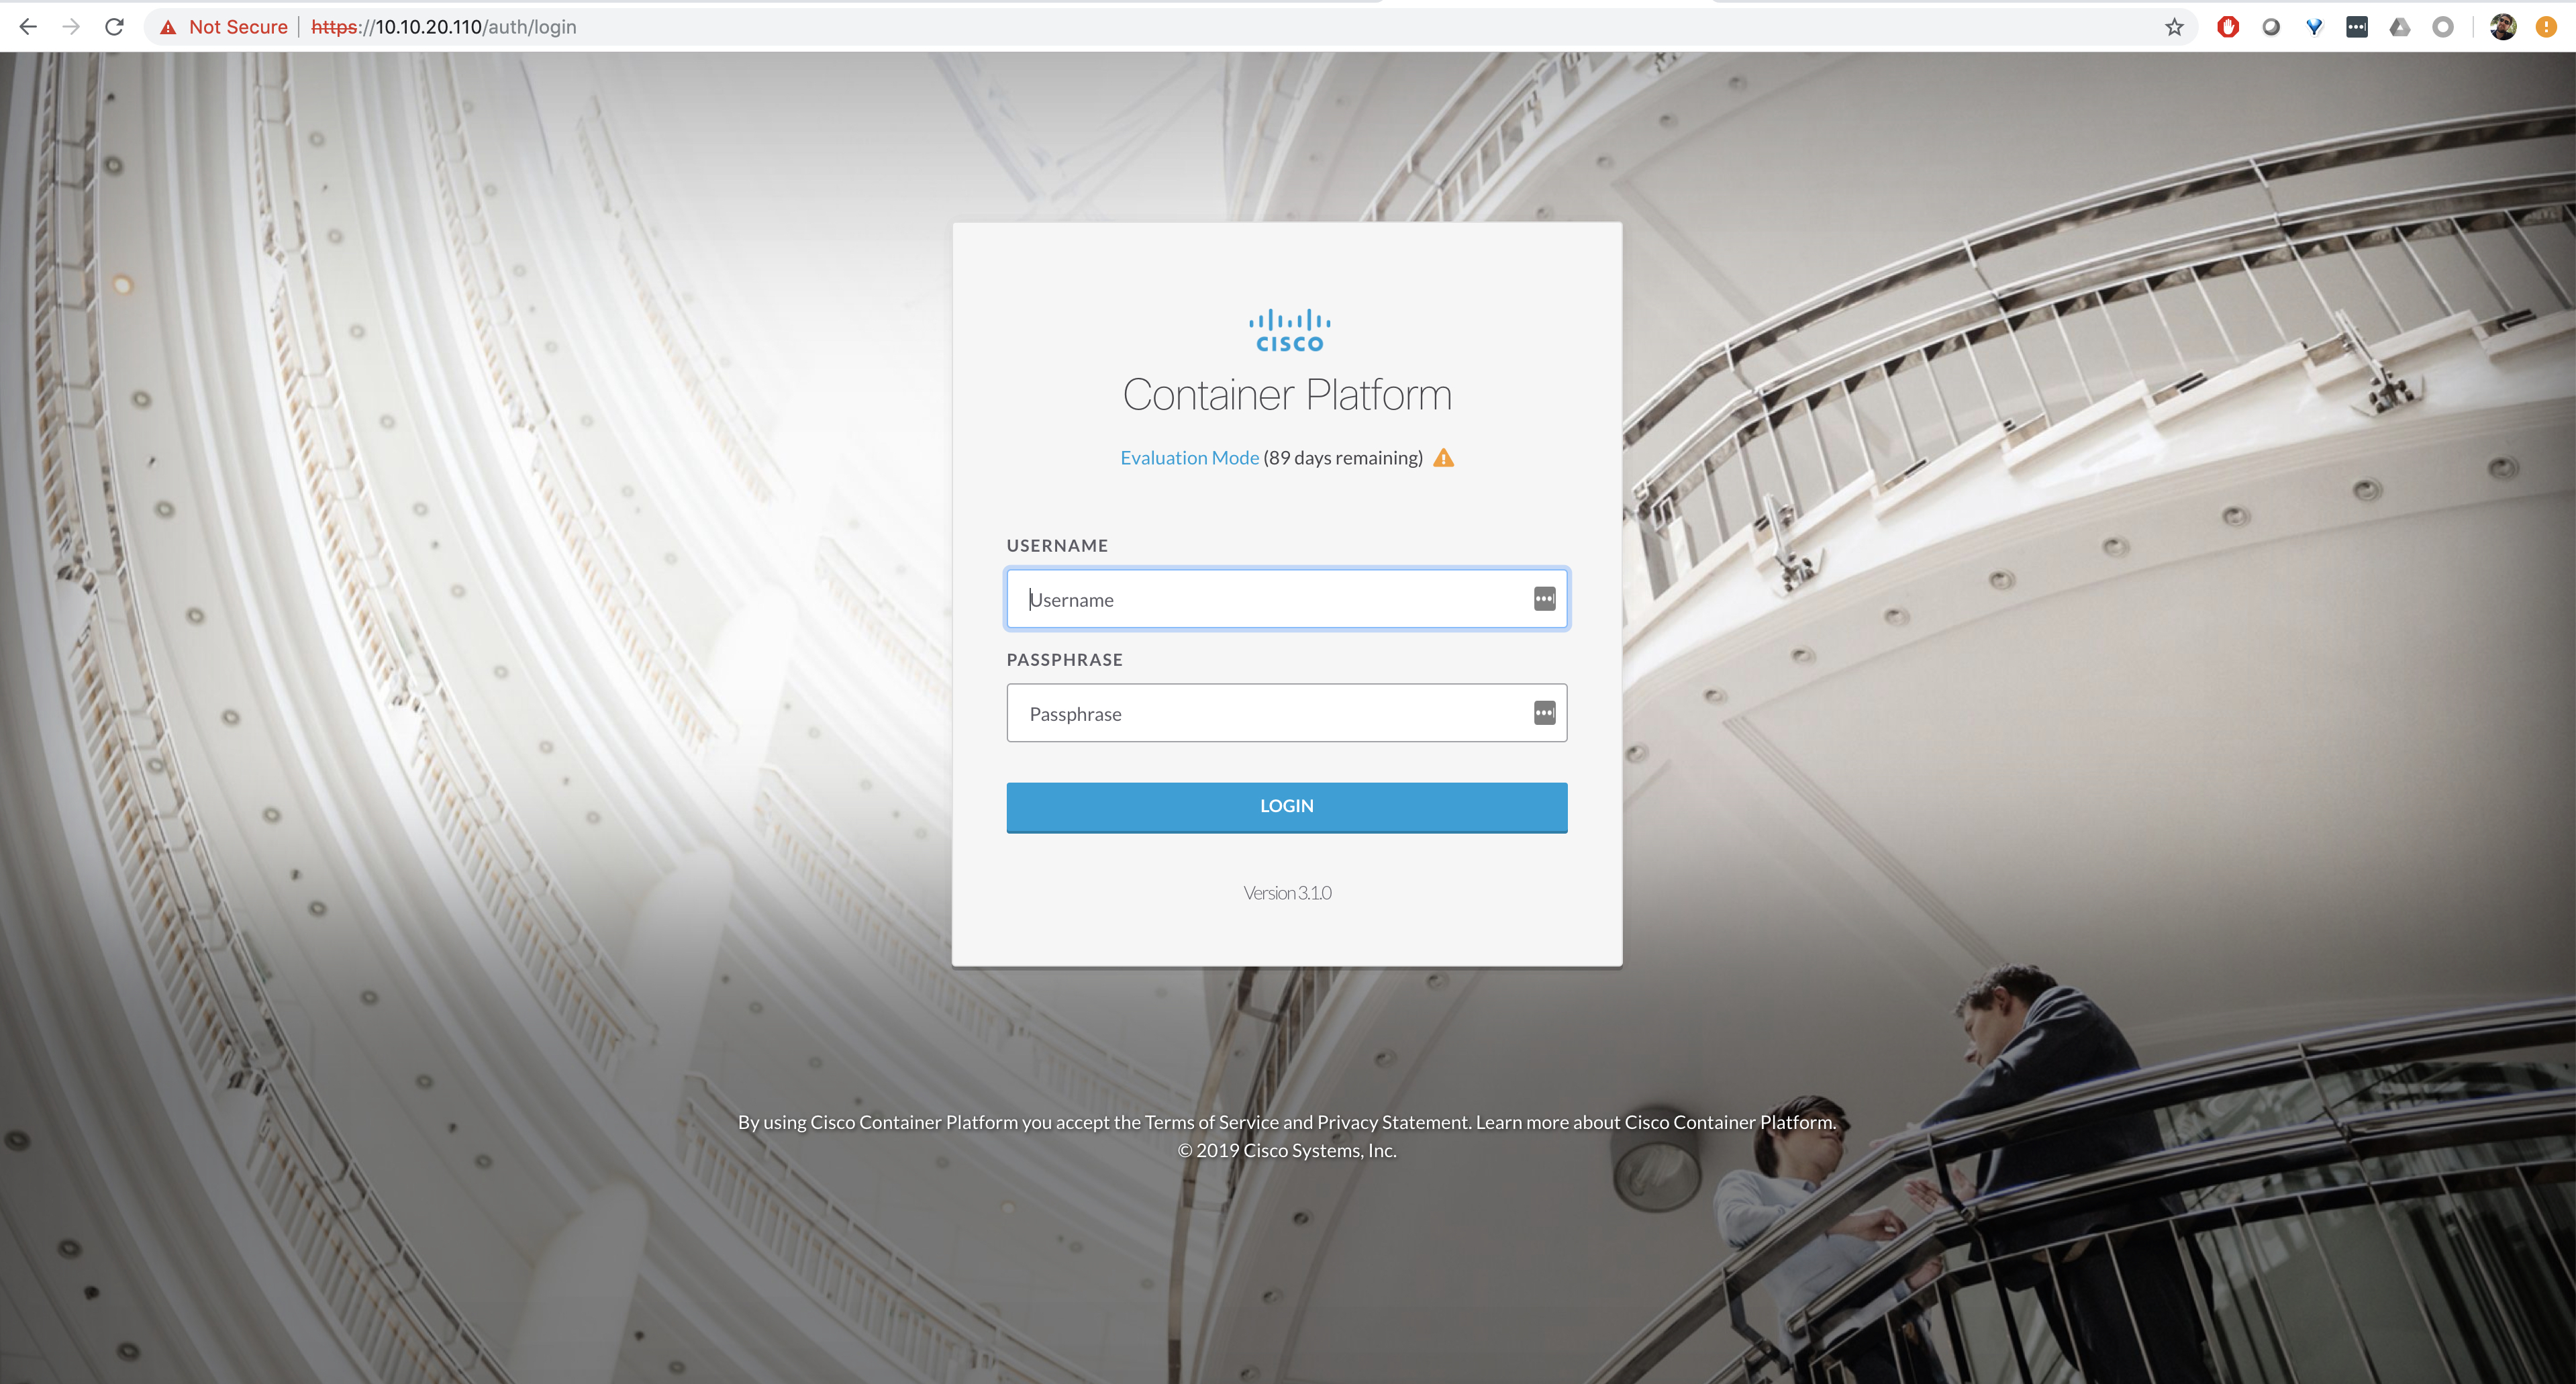 Not Secure | https://10.10.20.110/auth/login
CISCO
Container Platform
Evaluation Mode (89 days remaining)
USERNAME
Username
PASSPHRASE
Passphrase
LOGIN
Version 3.1.0
By using Cisco Container Platform you accept the Terms of Service and Privacy Statement. Learn more about Cisco Container Platform.
© 2019 Cisco Systems, Inc.